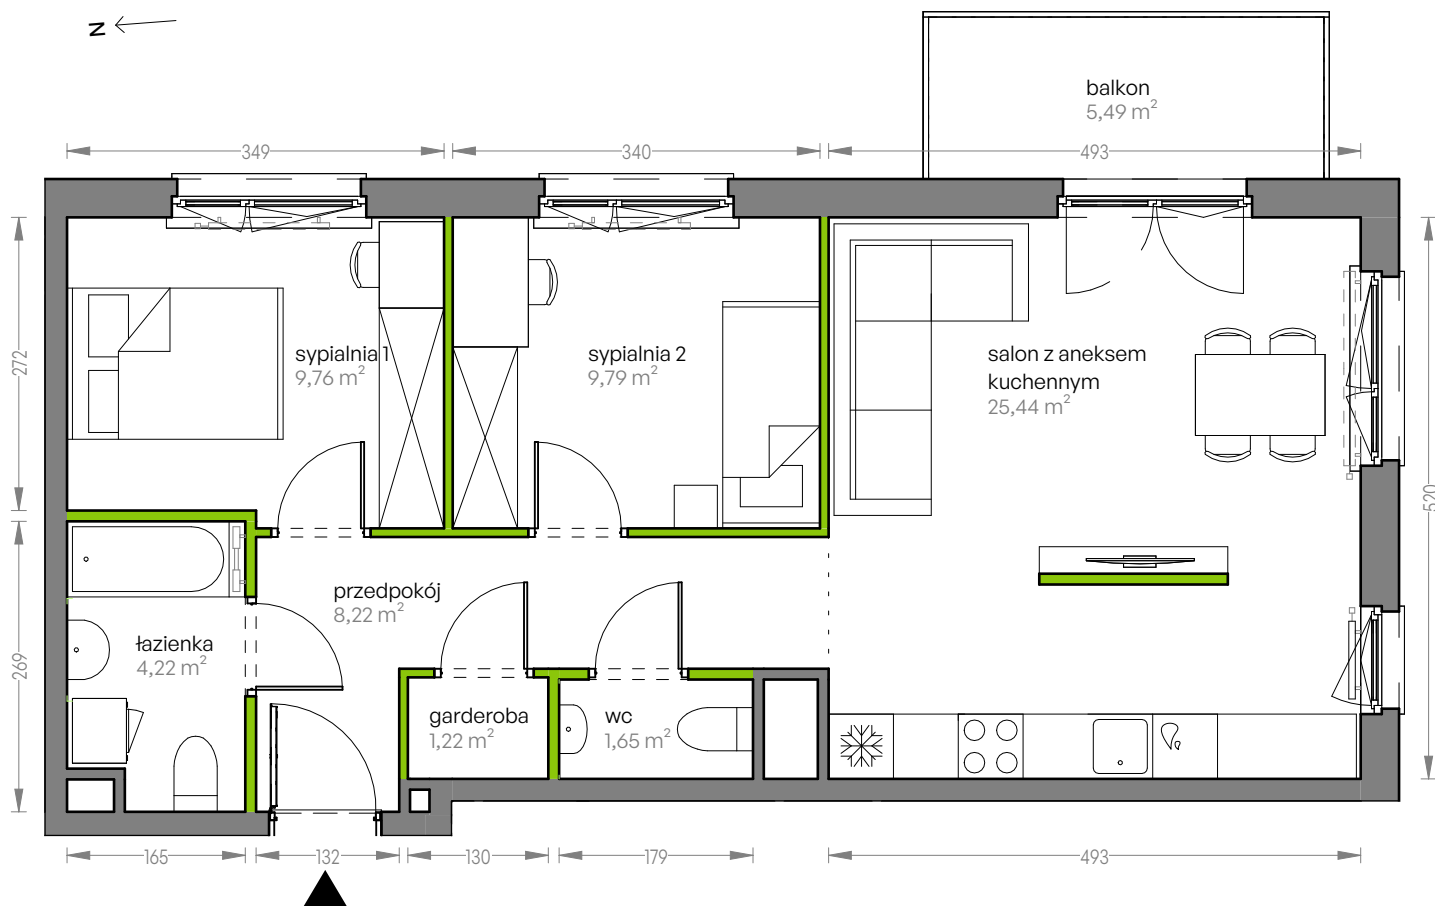 N
balkon
5,49 m²
349
340
493
272
sypialnia 1
9,76 m²
sypialnia 2
9,79 m²
salon z aneksem
kuchennym
25,44 m²
520
przedpokój
8,22 m²
łazienka
4,22 m²
269
garderoba
1,22 m²
wc
1,65 m²
165
132
130
179
493